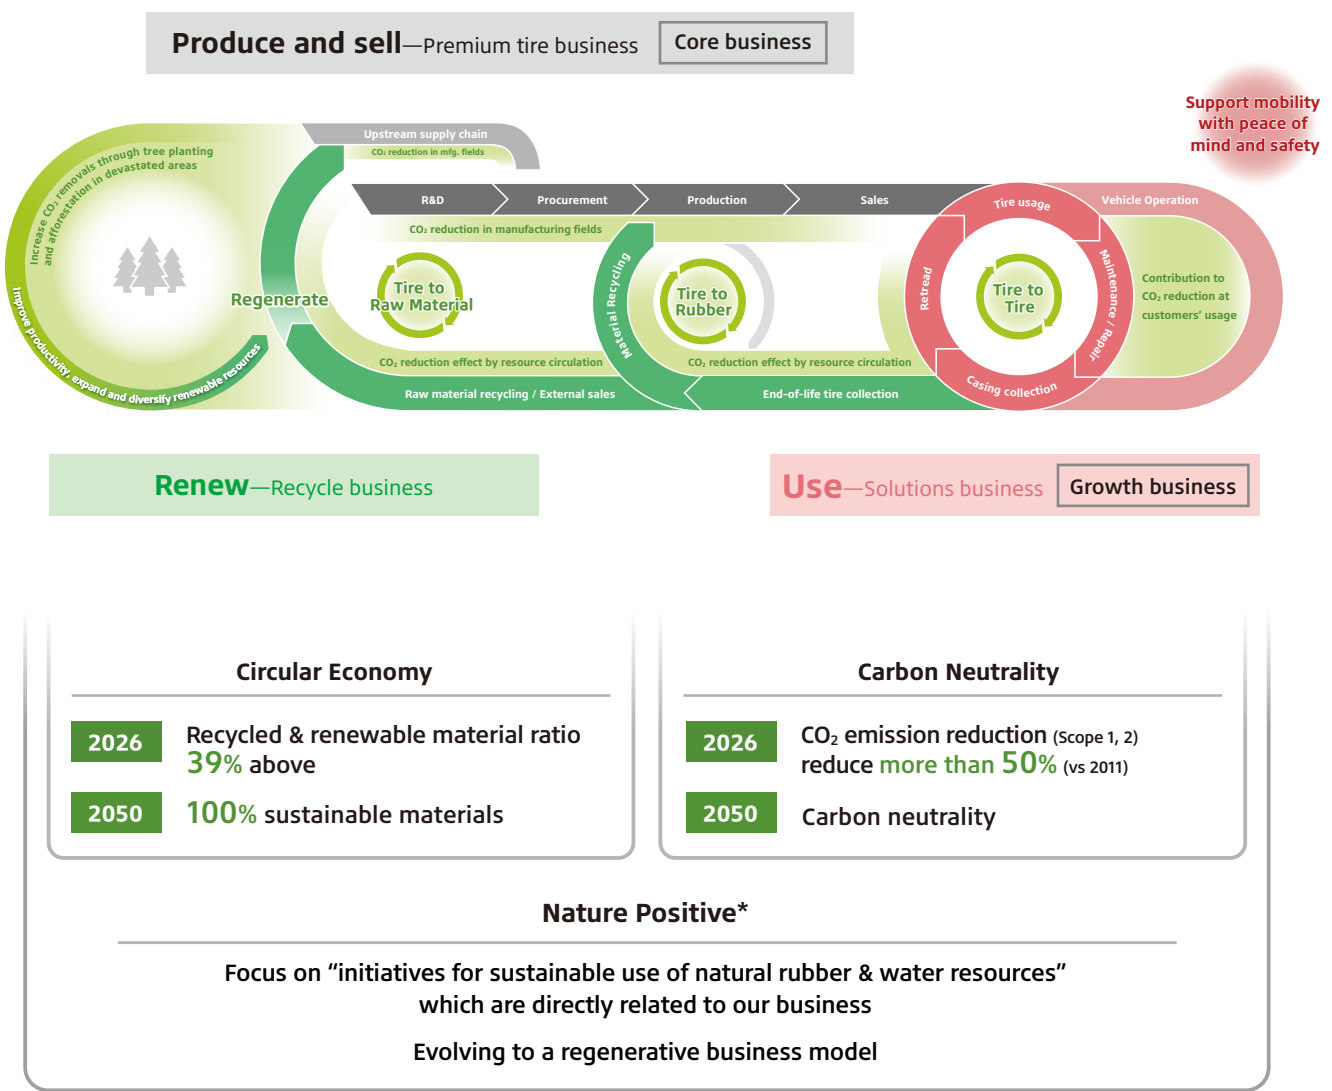 Produce and sell—Premium tire business
Core business
Support mobility
with peace of
mind and safety
Upstream supply chain
CO₂ reduction in mfg. fields
Increase CO₂ removals through tree planting
and afforestation in devastated areas
Improve productivity, expand and diversify renewable resources
Regenerate
R&D
Procurement
Production
Sales
CO₂ reduction in manufacturing fields
Tire to
Raw Material
Material Recycling
Tire to
Rubber
CO₂ reduction effect by resource circulation
CO₂ reduction effect by resource circulation
Raw material recycling / External sales
End-of-life tire collection
Tire usage
Retread
Maintenance / Repair
Casing collection
Tire to
Tire
Vehicle Operation
Contribution to
CO₂ reduction at
customers’ usage
Renew—Recycle business
Use—Solutions business
Growth business
Circular Economy
2026
Recycled & renewable material ratio
39% above
2050
100% sustainable materials
Carbon Neutrality
2026
CO₂ emission reduction (Scope 1, 2)
reduce more than 50% (vs 2011)
2050
Carbon neutrality
Nature Positive*
Focus on “initiatives for sustainable use of natural rubber & water resources”
which are directly related to our business
Evolving to a regenerative business model